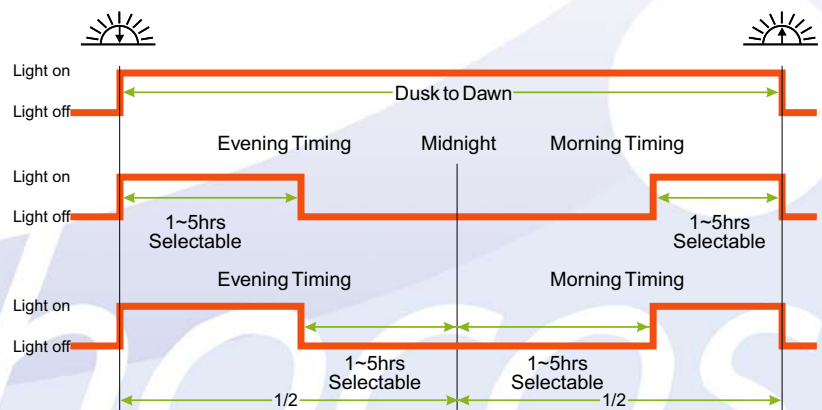 Light on
Dusk to Dawn
Light off
Evening Timing Midnight Morning Timing
Light on
Light off
1~5hrs
Selectable
1~5hrs
Selectable
Evening Timing Morning Timing
Light on
Light off
1~5hrs
Selectable
1~5hrs
Selectable
1/2 1/2
hocos